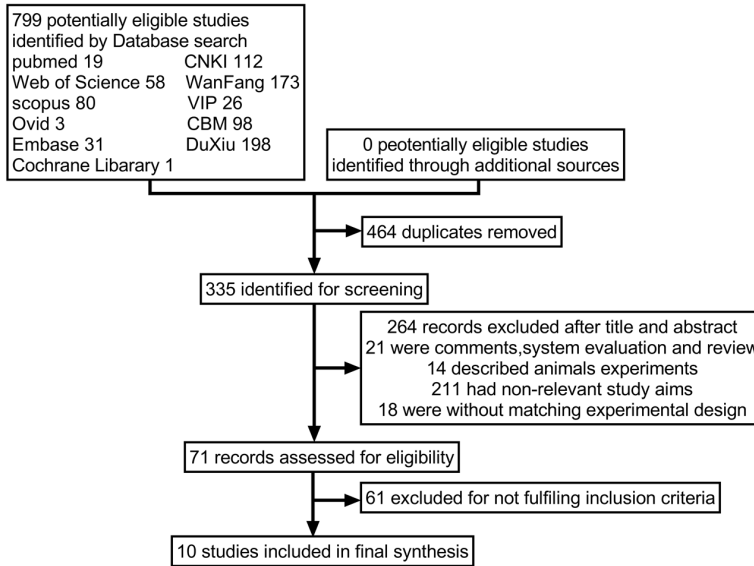 799 potentially eligible studies
identified by Database search
pubmed 19 CNKI 112
Web of Science 58 WanFang 173
scopus 80 VIP 26
Ovid 3 CBM 98
Embase 31 DuXiu 198
Cochrane Libarary 1
0 peotentially eligible studies
identified through additional sources
464 duplicates removed
335 identified for screening
264 records excluded after title and abstract
21 were comments,system evaluation and review
14 described animals experiments
211 had non-relevant study aims
18 were without matching experimental design
71 records assessed for eligibility
61 excluded for not fulfiling inclusion criteria
10 studies included in final synthesis